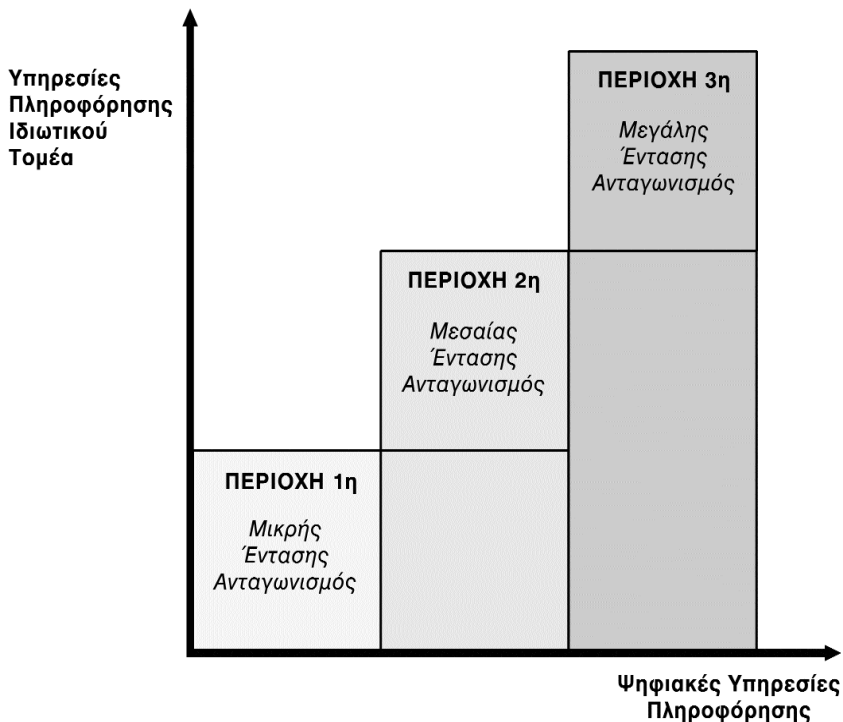 Υπηρεσίες
Πληροφόρησης
Ιδιωτικού
Τομέα
ΠΕΡΙΟΧΗ 3η
Μεγάλης
Έντασης
Ανταγωνισμός
ΠΕΡΙΟΧΗ 2η
Μεσαίας
Έντασης
Ανταγωνισμός
ΠΕΡΙΟΧΗ 1η
Μικρής
Έντασης
Ανταγωνισμός
Ψηφιακές Υπηρεσίες
Πληροφόρησης